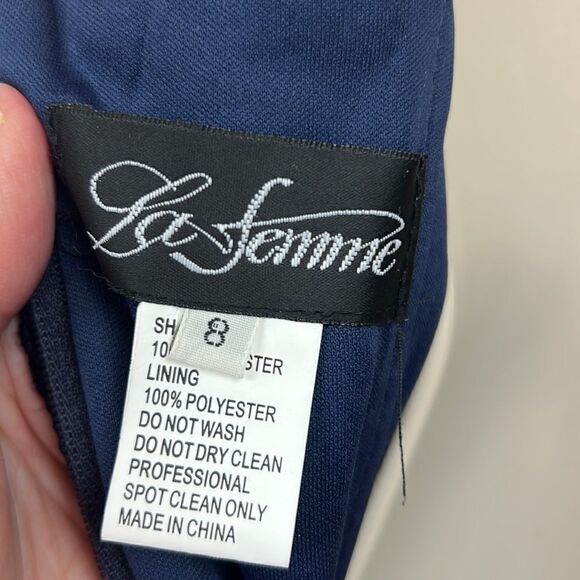 La Femme
8
LINING
100% POLYESTER
DO NOT WASH
DO NOT DRY CLEAN
PROFESSIONAL
SPOT CLEAN ONLY
MADE IN CHINA